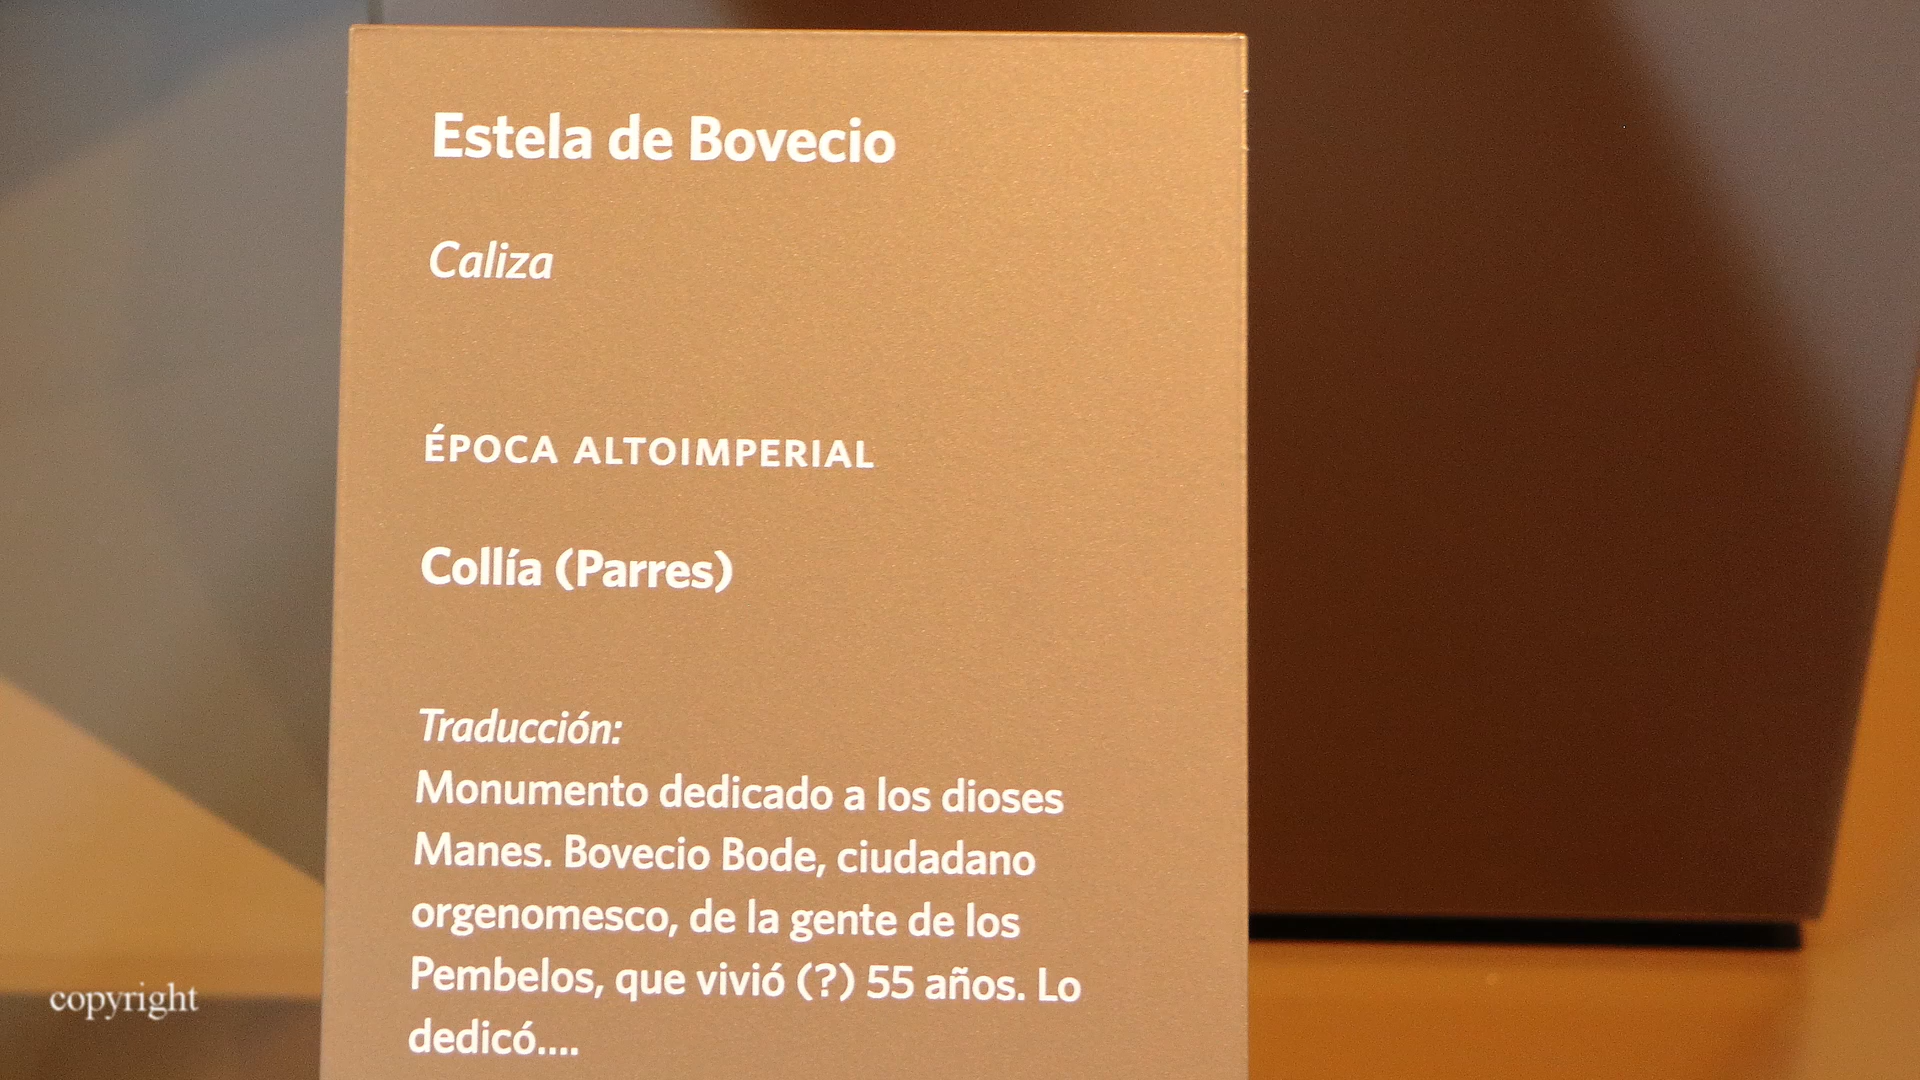 Estela de Bovecio
Caliza
ÉPOCA ALTOIMPERIAL
Collía (Parres)
Traducción:
Monumento dedicado a los dioses
Manes. Bovecio Bode, ciudadano
orgenomesco, de la gente de los
Pembelos, que vivió (?) 55 años. Lo
dedicó....
copyright